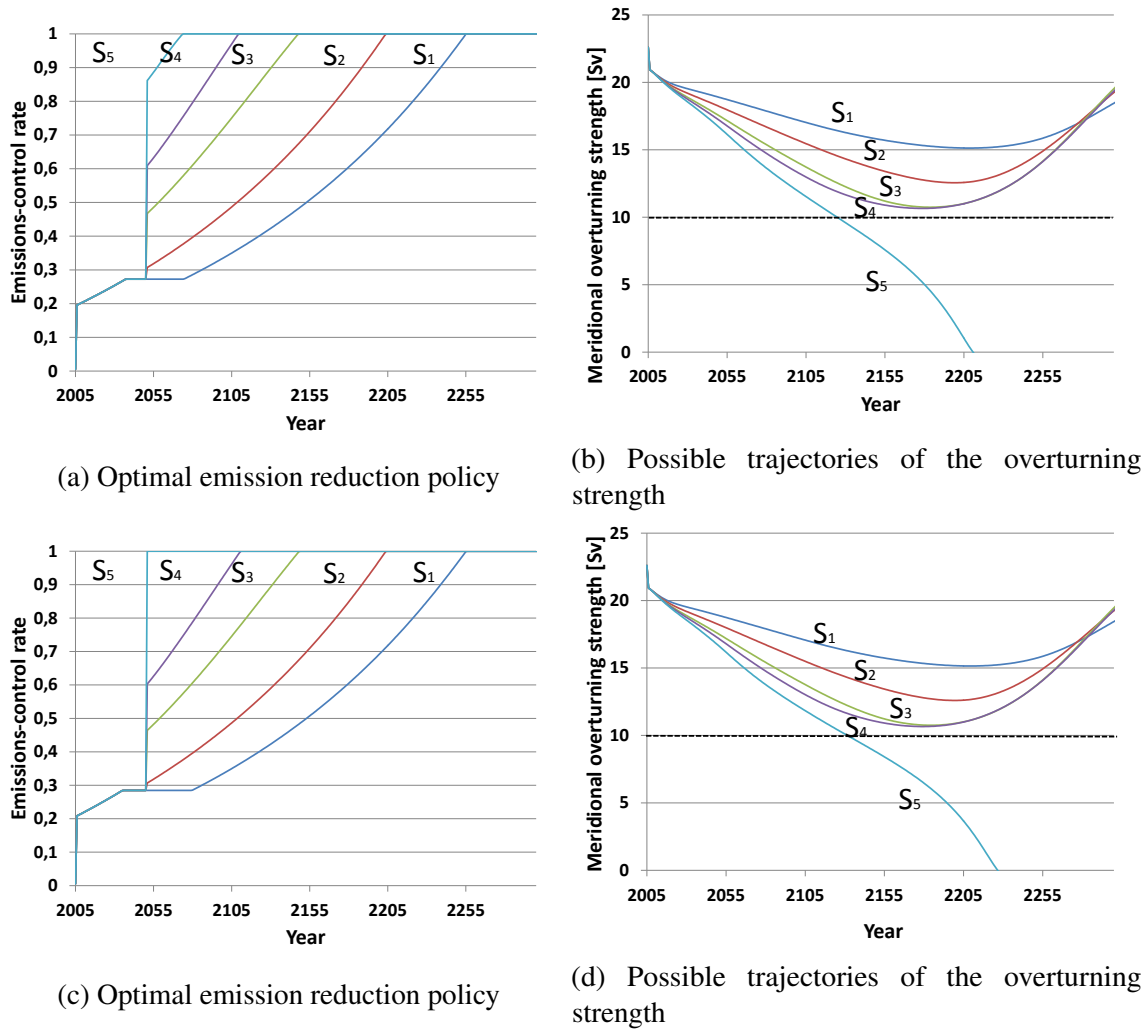 Emissions-control rate
1
0,9
0,8
0,7
0,6
0,5
0,4
0,3
0,2
0,1
0
S5 S4 S3 S2 S1
2005 2055 2105 2155 2205 2255
Year
(a) Optimal emission reduction policy
Meridional overturning strength [Sv]
25
20
15
10
5
0
S1
S2
S3
S4
S5
2005 2055 2105 2155 2205 2255
Year
(b) Possible trajectories of the overturning
strength
Emissions-control rate
1
0,9
0,8
0,7
0,6
0,5
0,4
0,3
0,2
0,1
0
S5 S4 S3 S2 S1
2005 2055 2105 2155 2205 2255
Year
(c) Optimal emission reduction policy
Meridional overturning strength [Sv]
25
20
15
10
5
0
S1
S2
S3
S4
S5
2005 2055 2105 2155 2205 2255
Year
(d) Possible trajectories of the overturning
strength